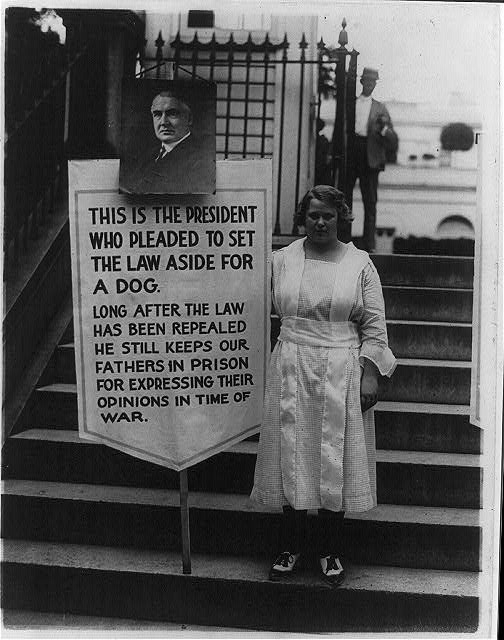 THIS IS THE PRESIDENT
WHO PLEADED TO SET
THE LAW ASIDE FOR
A DOG.
LONG AFTER THE LAW
HAS BEEN REPEALED
HE STILL KEEPS OUR
FATHERS IN PRISON
FOR EXPRESSING THEIR
OPINIONS IN TIME OF
WAR.